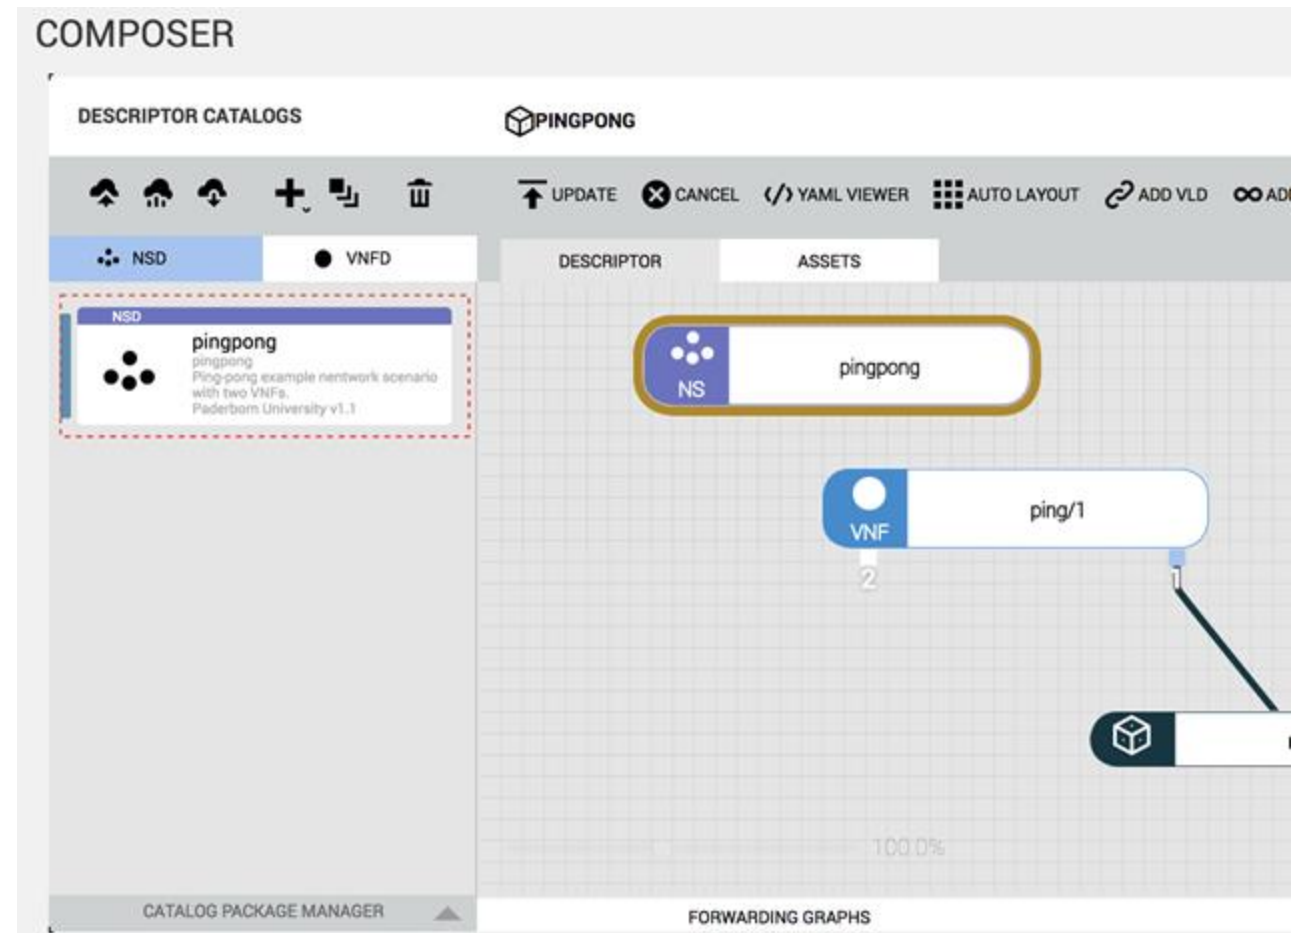 COMPOSER
DESCRIPTOR CATALOGS
PINGPONG
UPDATE CANCEL YAML VIEWER AUTO LAYOUT ADD VLD
NSD VNFD
DESCRIPTOR ASSETS
NSD
pingpong
pingpong
Ping-pong example nentwork scenario
with two VNFs.
Paderborn University v1.1
NS pingpong
VNF ping/1
2 1
100.0%
CATALOG PACKAGE MANAGER
FORWARDING GRAPHS